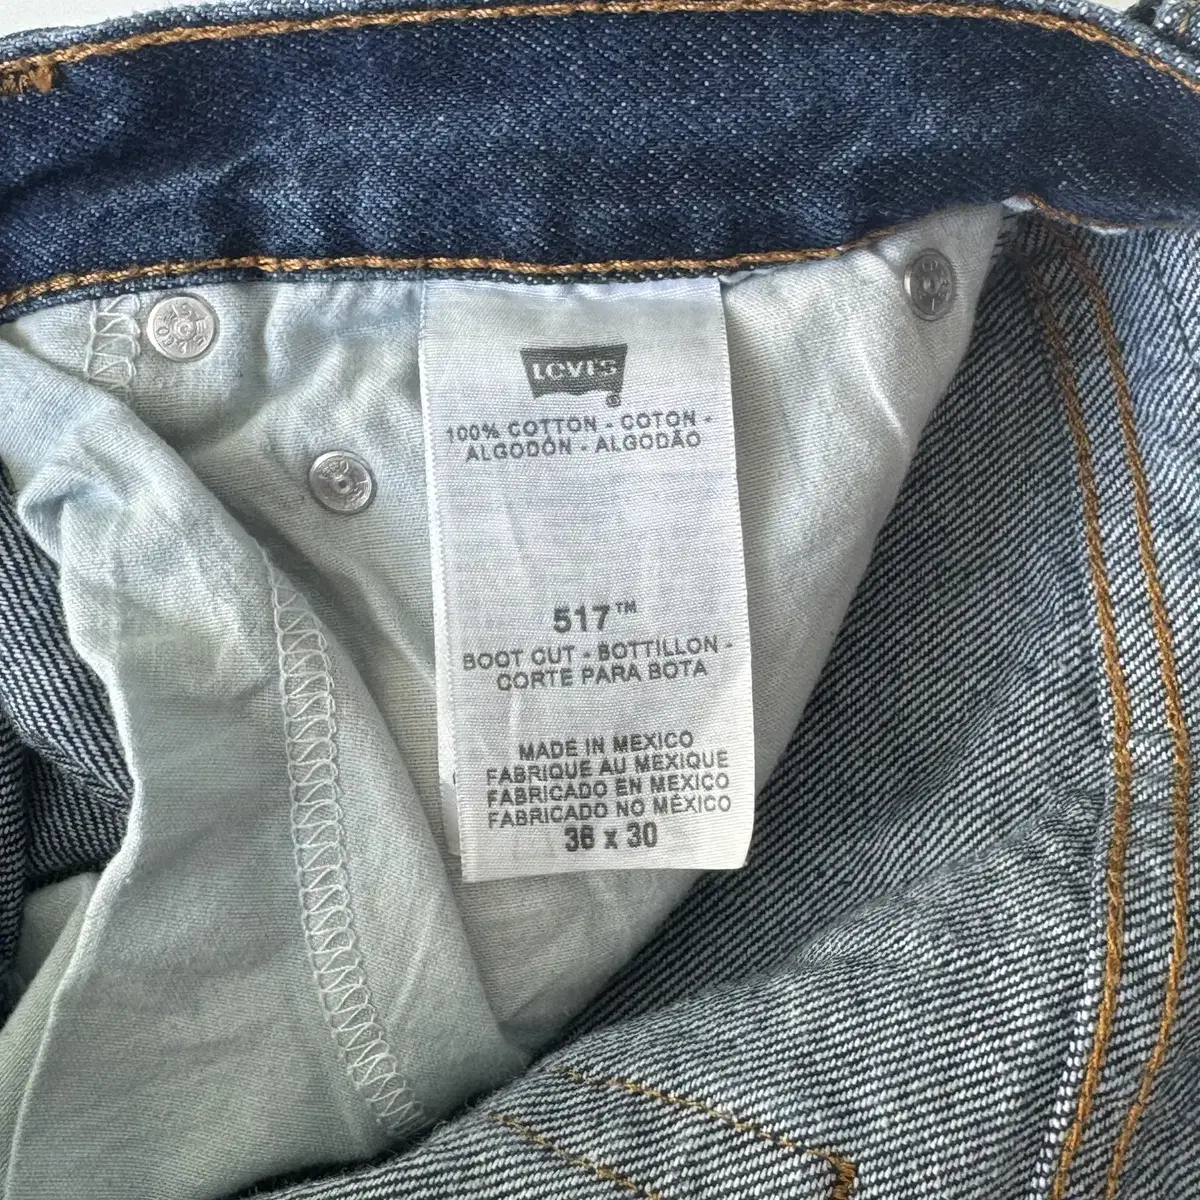 LEVI'S
®
100% COTTON - COTON -
ALGODÓN - ALGODÃO
517™
BOOT CUT - BOTTILLON -
CORTE PARA BOTA
MADE IN MEXICO
FABRIQUE AU MEXIQUE
FABRICADO EN MEXICO
FABRICADO NO MÉXICO
36 x 30